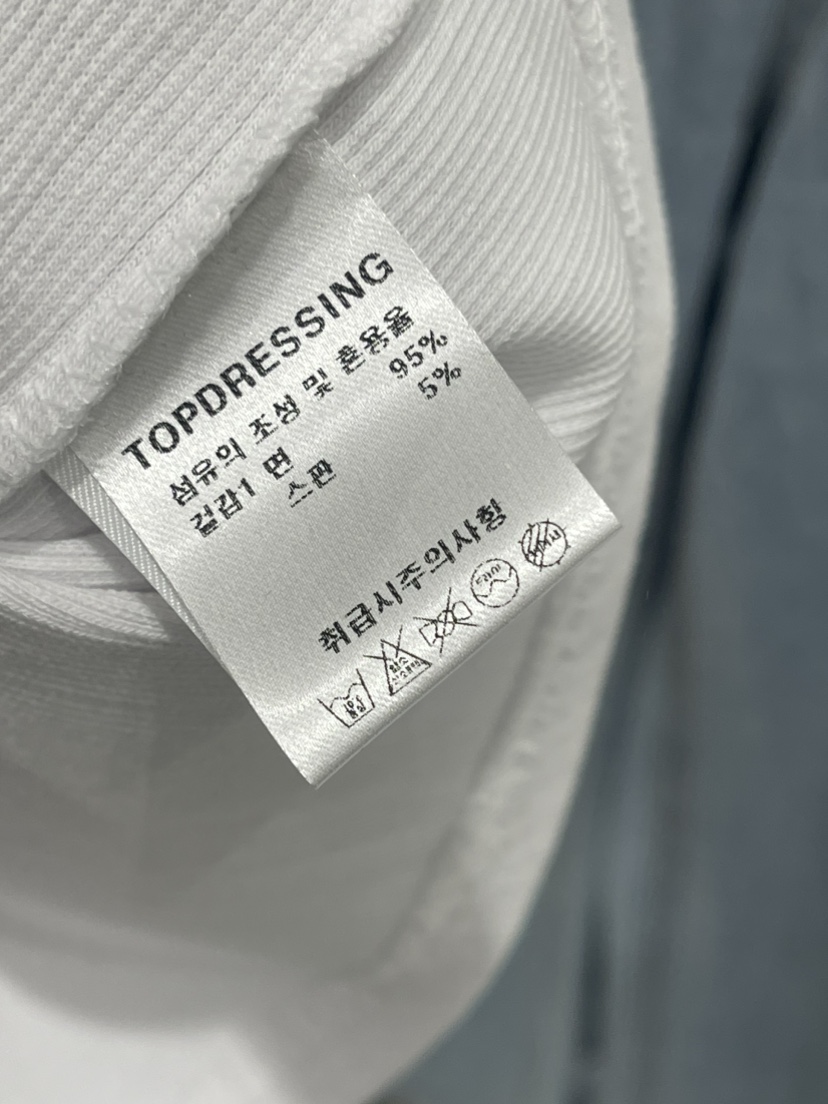 TOPDRESSING
섬유의 조성 및 혼용율
겉감1 면 95%
스판 5%
취급시주의사항